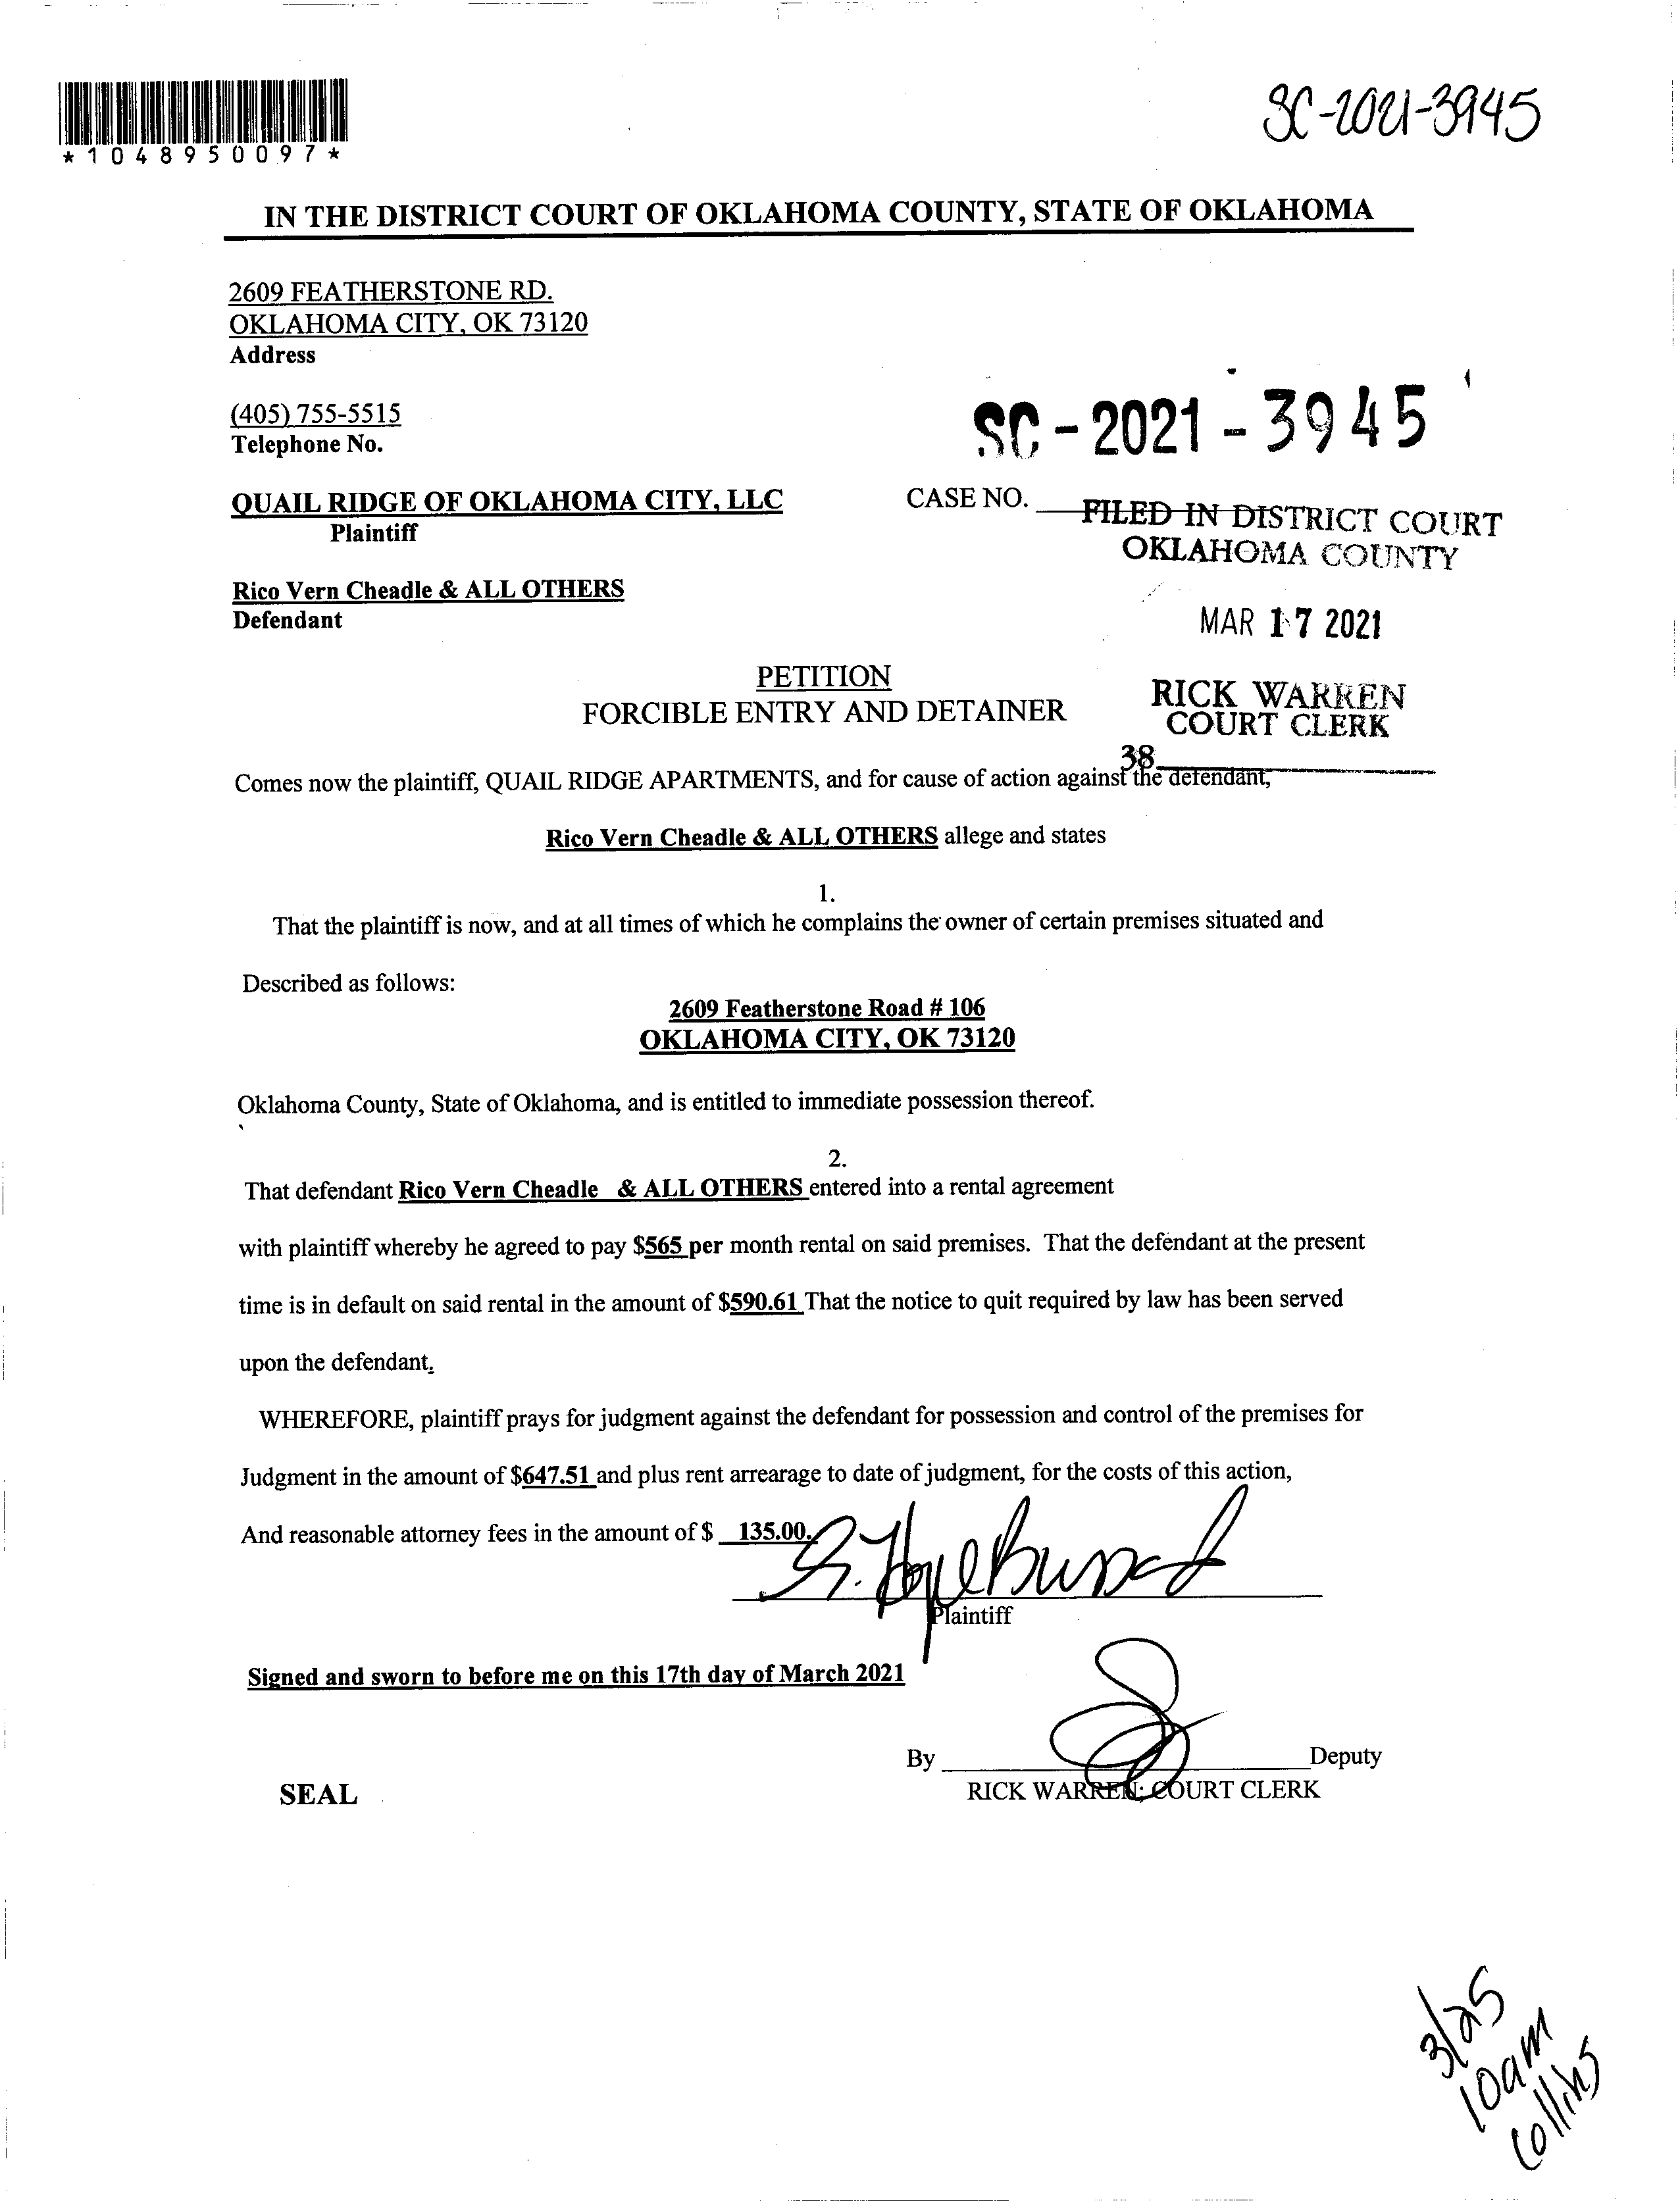 SC-2021-3945
*1048950097*
IN THE DISTRICT COURT OF OKLAHOMA COUNTY, STATE OF OKLAHOMA
2609 FEATHERSTONE RD.
OKLAHOMA CITY, OK 73120
Address
(405) 755-5515
Telephone No.
SC - 2021 - 3945
QUAIL RIDGE OF OKLAHOMA CITY, LLC
Plaintiff
CASE NO.
FILED IN DISTRICT COURT
OKLAHOMA COUNTY
Rico Vern Cheadle & ALL OTHERS
Defendant
MAR 17 2021
PETITION
FORCIBLE ENTRY AND DETAINER
RICK WARREN
COURT CLERK
38
Comes now the plaintiff, QUAIL RIDGE APARTMENTS, and for cause of action against the defendant,
Rico Vern Cheadle & ALL OTHERS allege and states
1.
That the plaintiff is now, and at all times of which he complains the owner of certain premises situated and
Described as follows:
2609 Featherstone Road # 106
OKLAHOMA CITY, OK 73120
Oklahoma County, State of Oklahoma, and is entitled to immediate possession thereof.
2.
That defendant Rico Vern Cheadle & ALL OTHERS entered into a rental agreement
with plaintiff whereby he agreed to pay $565 per month rental on said premises. That the defendant at the present
time is in default on said rental in the amount of $590.61 That the notice to quit required by law has been served
upon the defendant.
WHEREFORE, plaintiff prays for judgment against the defendant for possession and control of the premises for
Judgment in the amount of $647.51 and plus rent arrearage to date of judgment, for the costs of this action,
And reasonable attorney fees in the amount of $ 135.00.
Plaintiff
Signed and sworn to before me on this 17th day of March 2021
By Deputy
RICK WARREN; COURT CLERK
SEAL
3/25
10am
Collins